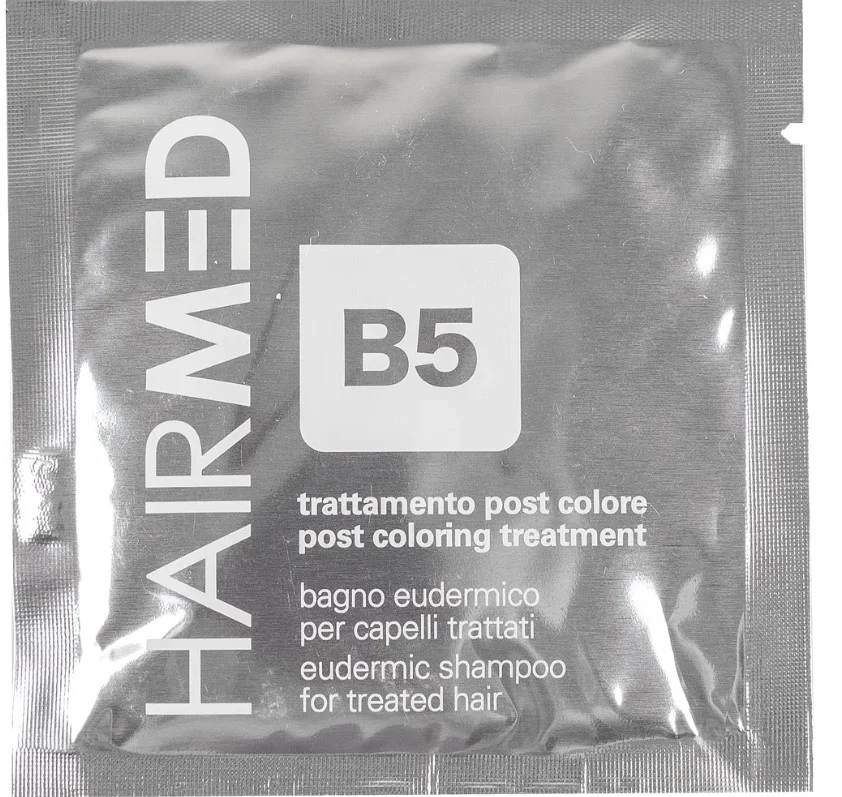 HAIRMED
B5
trattamento post colore
post coloring treatment
bagno eudermico
per capelli trattati
eudermic shampoo
for treated hair